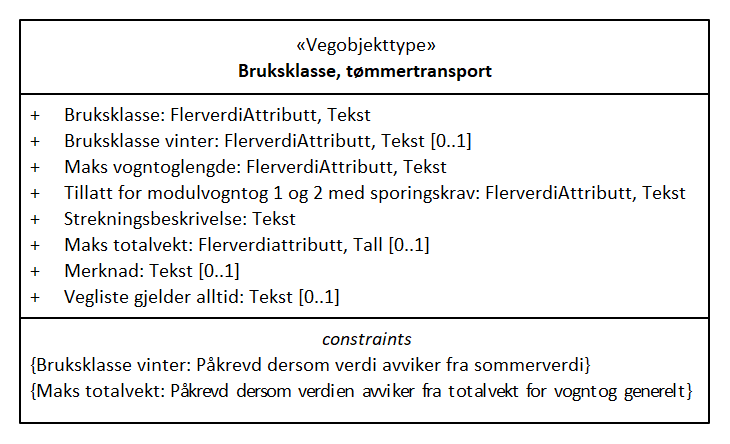 «Vegobjekttype»
Bruksklasse, tømmertransport
+ Bruksklasse: FlerverdiAttributt, Tekst
+ Bruksklasse vinter: FlerverdiAttributt, Tekst [0..1]
+ Maks vogntoglengde: FlerverdiAttributt, Tekst
+ Tillatt for modulvogntog 1 og 2 med sporingskrav: FlerverdiAttributt, Tekst
+ Strekningsbeskrivelse: Tekst
+ Maks totalvekt: Flerverdiattributt, Tall [0..1]
+ Merknad: Tekst [0..1]
+ Vegliste gjelder alltid: Tekst [0..1]
constraints
{Bruksklasse vinter: Påkrevd dersom verdi avviker fra sommerverdi}
{Maks totalvekt: Påkrevd dersom verdien avviker fra totalvekt for vogntog generelt}